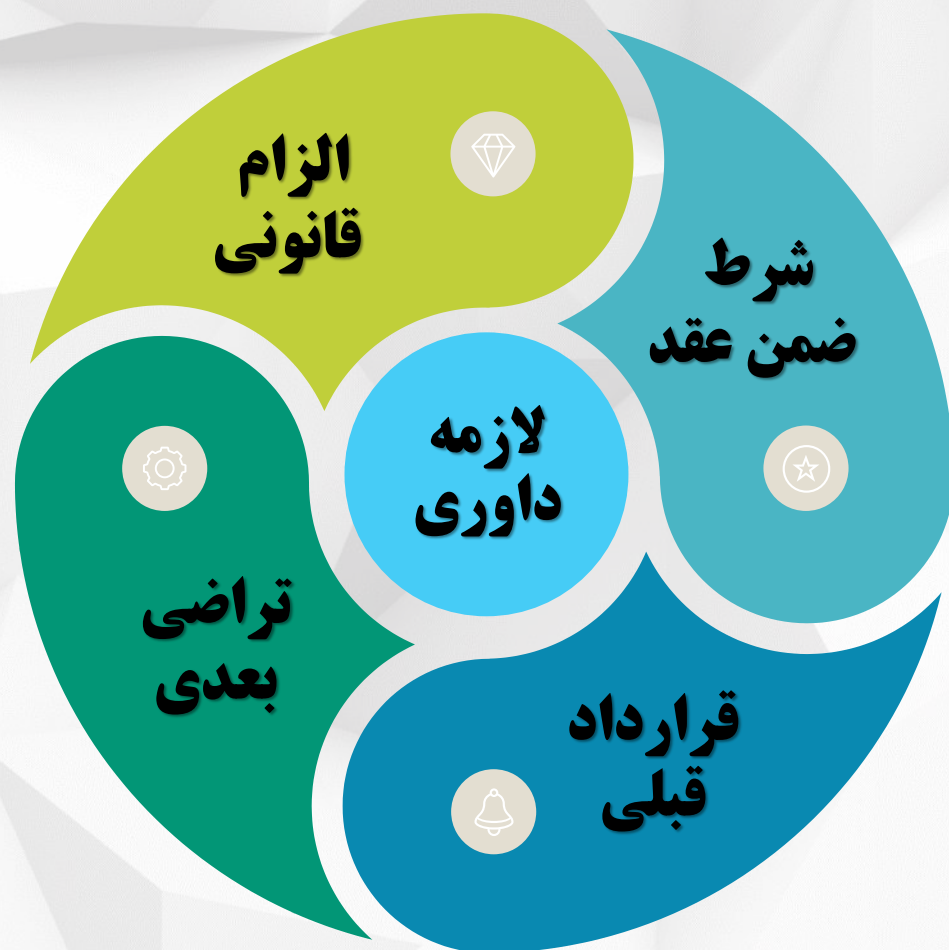 الزام
قانونی
شرط
ضمن عقد
لازمه
داوری
تراضی
بعدی
قرارداد
قبلی